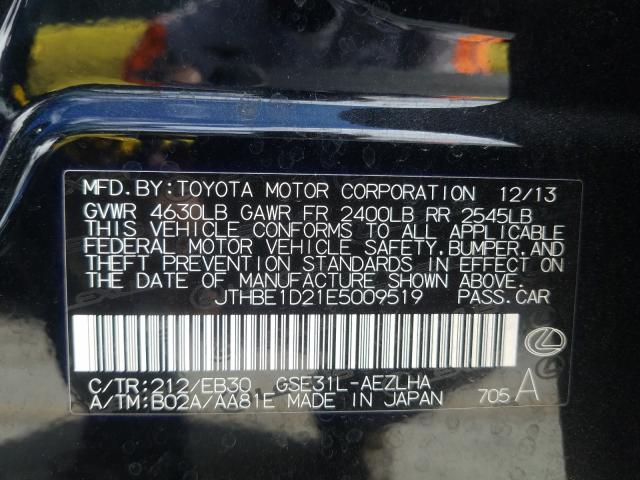 MFD.BY:TOYOTA MOTOR CORPORATION 12/13
GVWR 4630LB GAWR FR 2400LB RR 2545LB
THIS VEHICLE CONFORMS TO ALL APPLICABLE
FEDERAL MOTOR VEHICLE SAFETY,BUMPER,AND
THEFT PREVENTION STANDARDS IN EFFECT ON
THE DATE OF MANUFACTURE SHOWN ABOVE.
JTHBE1D21E5009519 PASS.CAR
C/TR:212/EB30 GSE31L-AEZLHA
A/TM:B02A/AA81E MADE IN JAPAN 705 A